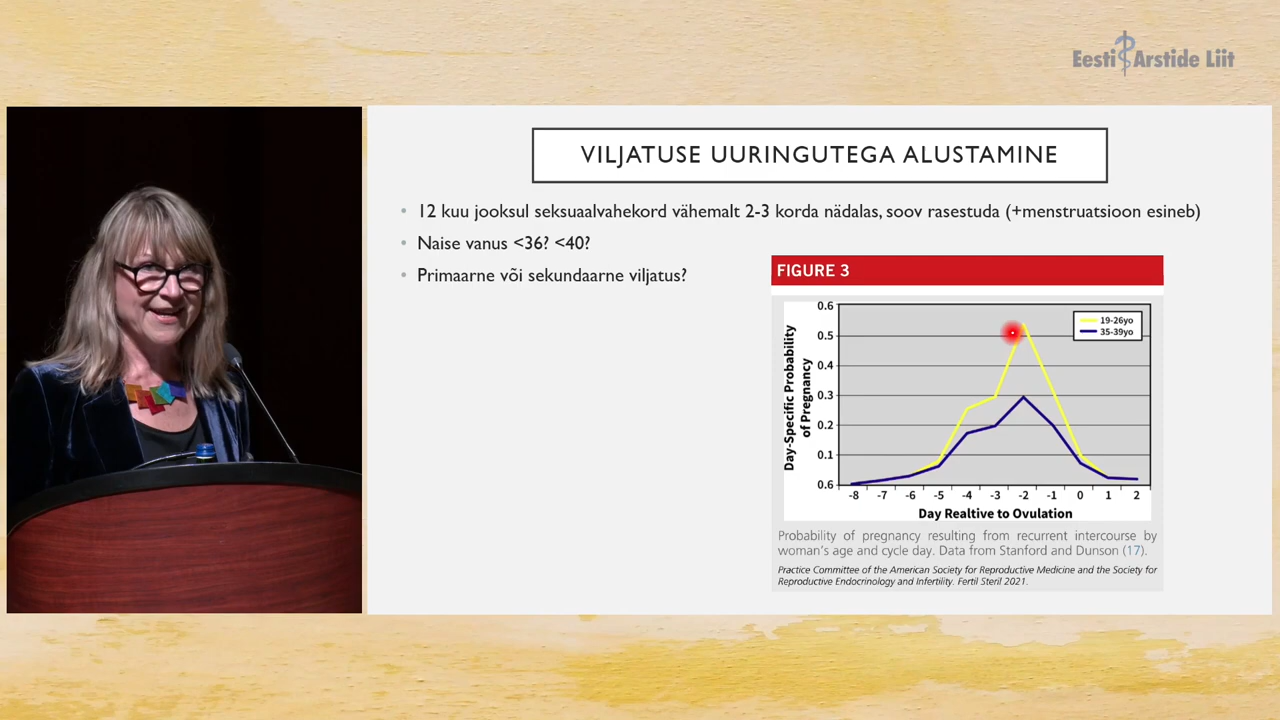 Eesti Arstide Liit
VILJATUSE UURINGUTEGA ALUSTAMINE
• 12 kuu jooksul seksuaalvahekord vähemalt 2-3 korda nädalas, soov rasestuda (+menstruatsioon esineb)
• Naise vanus <36? <40?
• Primaarne või sekundaarne viljatus?
FIGURE 3
Day-Specific Probability
of Pregnancy
0.6
0.5
0.4
0.3
0.2
0.1
0.6
19-26yo
35-39yo
-8 -7 -6 -5 -4 -3 -2 -1 0 1 2
Day Realtive to Ovulation
Probability of pregnancy resulting from recurrent intercourse by
woman's age and cycle day. Data from Stanford and Dunson (17).
Practice Committee of the American Society for Reproductive Medicine and the Society for
Reproductive Endocrinology and Infertility. Fertil Steril 2021.